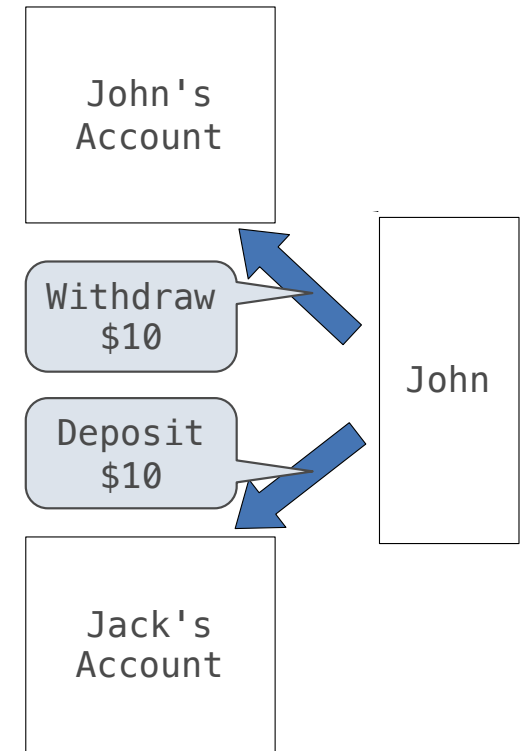 John's
Account
Withdraw
$10
John
Deposit
$10
Jack's
Account